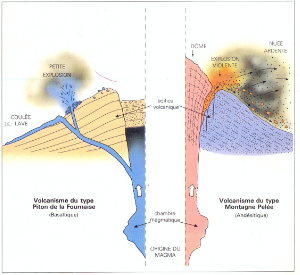 PETITE
EXPLOSION
COULÉE
DE LAVE
DÔME
EXPLOSION
VIOLENTE
NUÉE
ARDENTE
édifice
volcanique
Volcanisme du type
Piton de la Fournaise
(Basaltique)
chambre
magmatique
ORIGINE DU
MAGMA
Volcanisme du type
Montagne Pelée
(Andésitique)